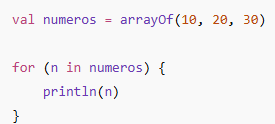 val numeros = arrayOf(10, 20, 30)
for (n in numeros) {
    println(n)
}